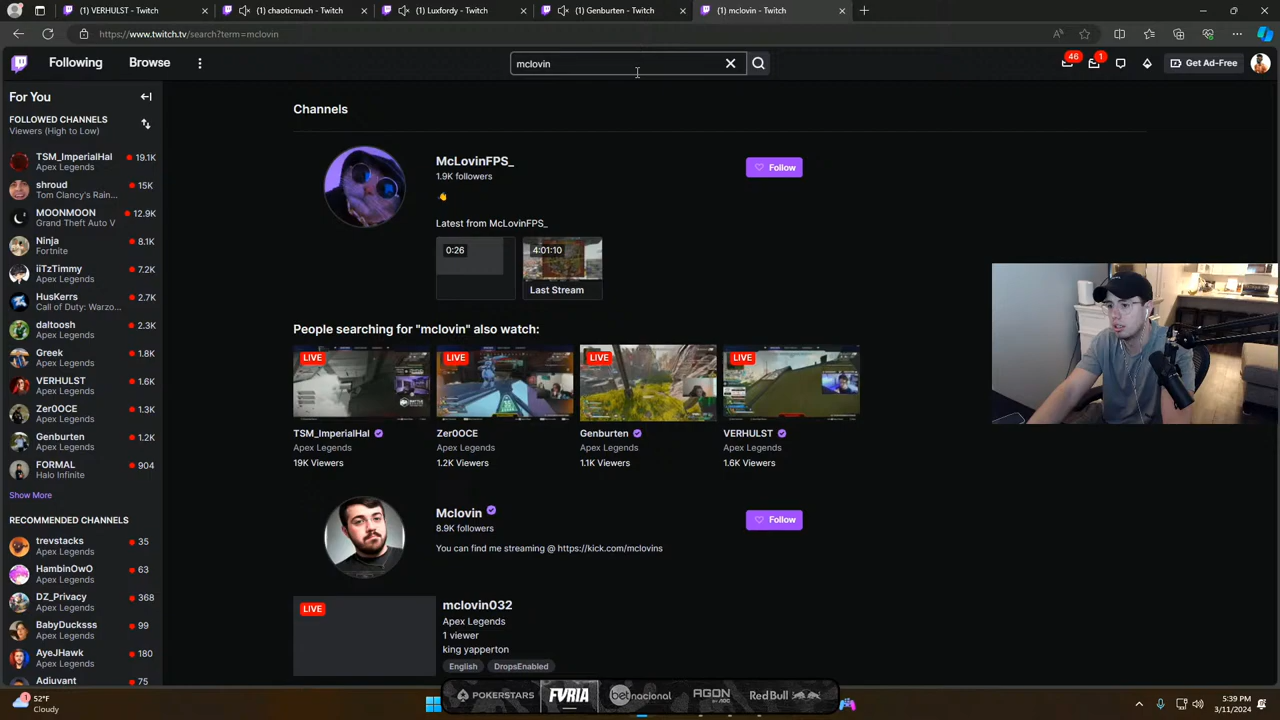 VERHULST - Twitch
chaoticmuch - Twitch
Luxfordy - Twitch
Genburten - Twitch
mclovin - Twitch
https://www.twitch.tv/search?term=mclovin
Following
Browse
mclovin
46
1
Get Ad-Free
For You
FOLLOWED CHANNELS
Viewers (High to Low)
TSM_ImperialHal 19.1K
Apex Legends
shroud 15K
Tom Clancy's Rain...
MOONMOON 12.9K
Grand Theft Auto V
Ninja 8.1K
Fortnite
iiTzTimmy 7.2K
Apex Legends
HusKerrs 2.7K
Call of Duty: Warzo...
daltoosh 2.3K
Apex Legends
Greek 1.8K
Apex Legends
VERHULST 1.6K
Apex Legends
Zer0OCE 1.3K
Apex Legends
Genburten 1.2K
Apex Legends
FORMAL 904
Halo Infinite
Show More
RECOMMENDED CHANNELS
trevstacks 35
Apex Legends
HambinOwO 63
Apex Legends
DZ_Privacy 368
Apex Legends
BabyDucksss 99
Apex Legends
AyeJHawk 180
Apex Legends
Adiuvant 75
Channels
McLovinFPS_
1.9K followers
Follow
Latest from McLovinFPS_
0:26
4:01:10
Last Stream
People searching for "mclovin" also watch:
LIVE LIVE LIVE LIVE
TSM_ImperialHal Zer0OCE Genburten VERHULST
Apex Legends Apex Legends Apex Legends Apex Legends
19K Viewers 1.2K Viewers 1.1K Viewers 1.6K Viewers
Mclovin
8.9K followers
Follow
You can find me streaming @ https://kick.com/mclovins
LIVE
mclovin032
Apex Legends
1 viewer
king yapperton
English DropsEnabled
1
52°F
Cloudy
POKERSTARS
FVRIA
betnacional
AGON
BY AOC
Red Bull
5:39 PM
3/11/2024